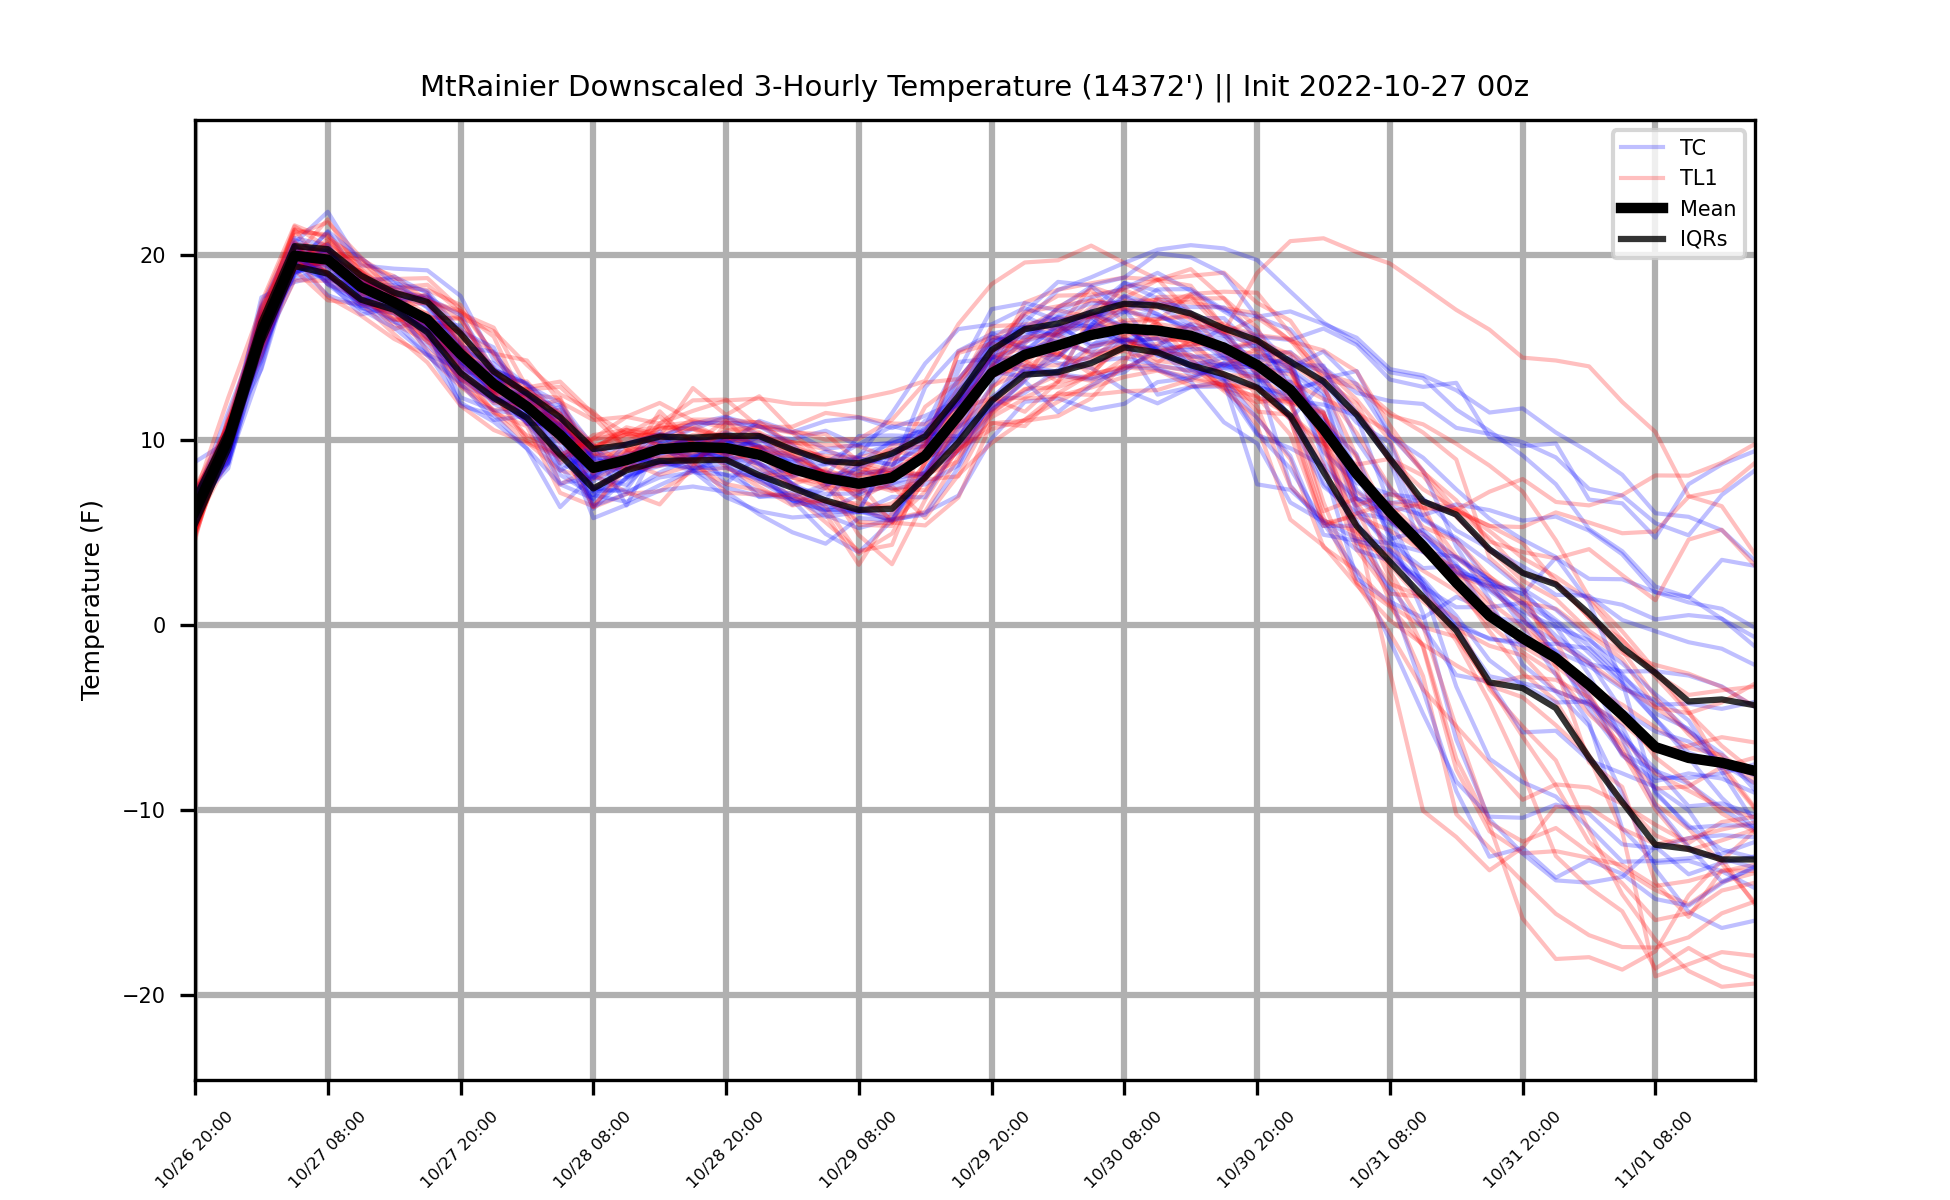 MtRainier Downscaled 3-Hourly Temperature (14372') || Init 2022-10-27 00z
TC
TL1
Mean
IQRs
Temperature (F)
20
10
0
−10
−20
10/26 20:00
10/27 08:00
10/27 20:00
10/28 08:00
10/28 20:00
10/29 08:00
10/29 20:00
10/30 08:00
10/30 20:00
10/31 08:00
10/31 20:00
11/01 08:00